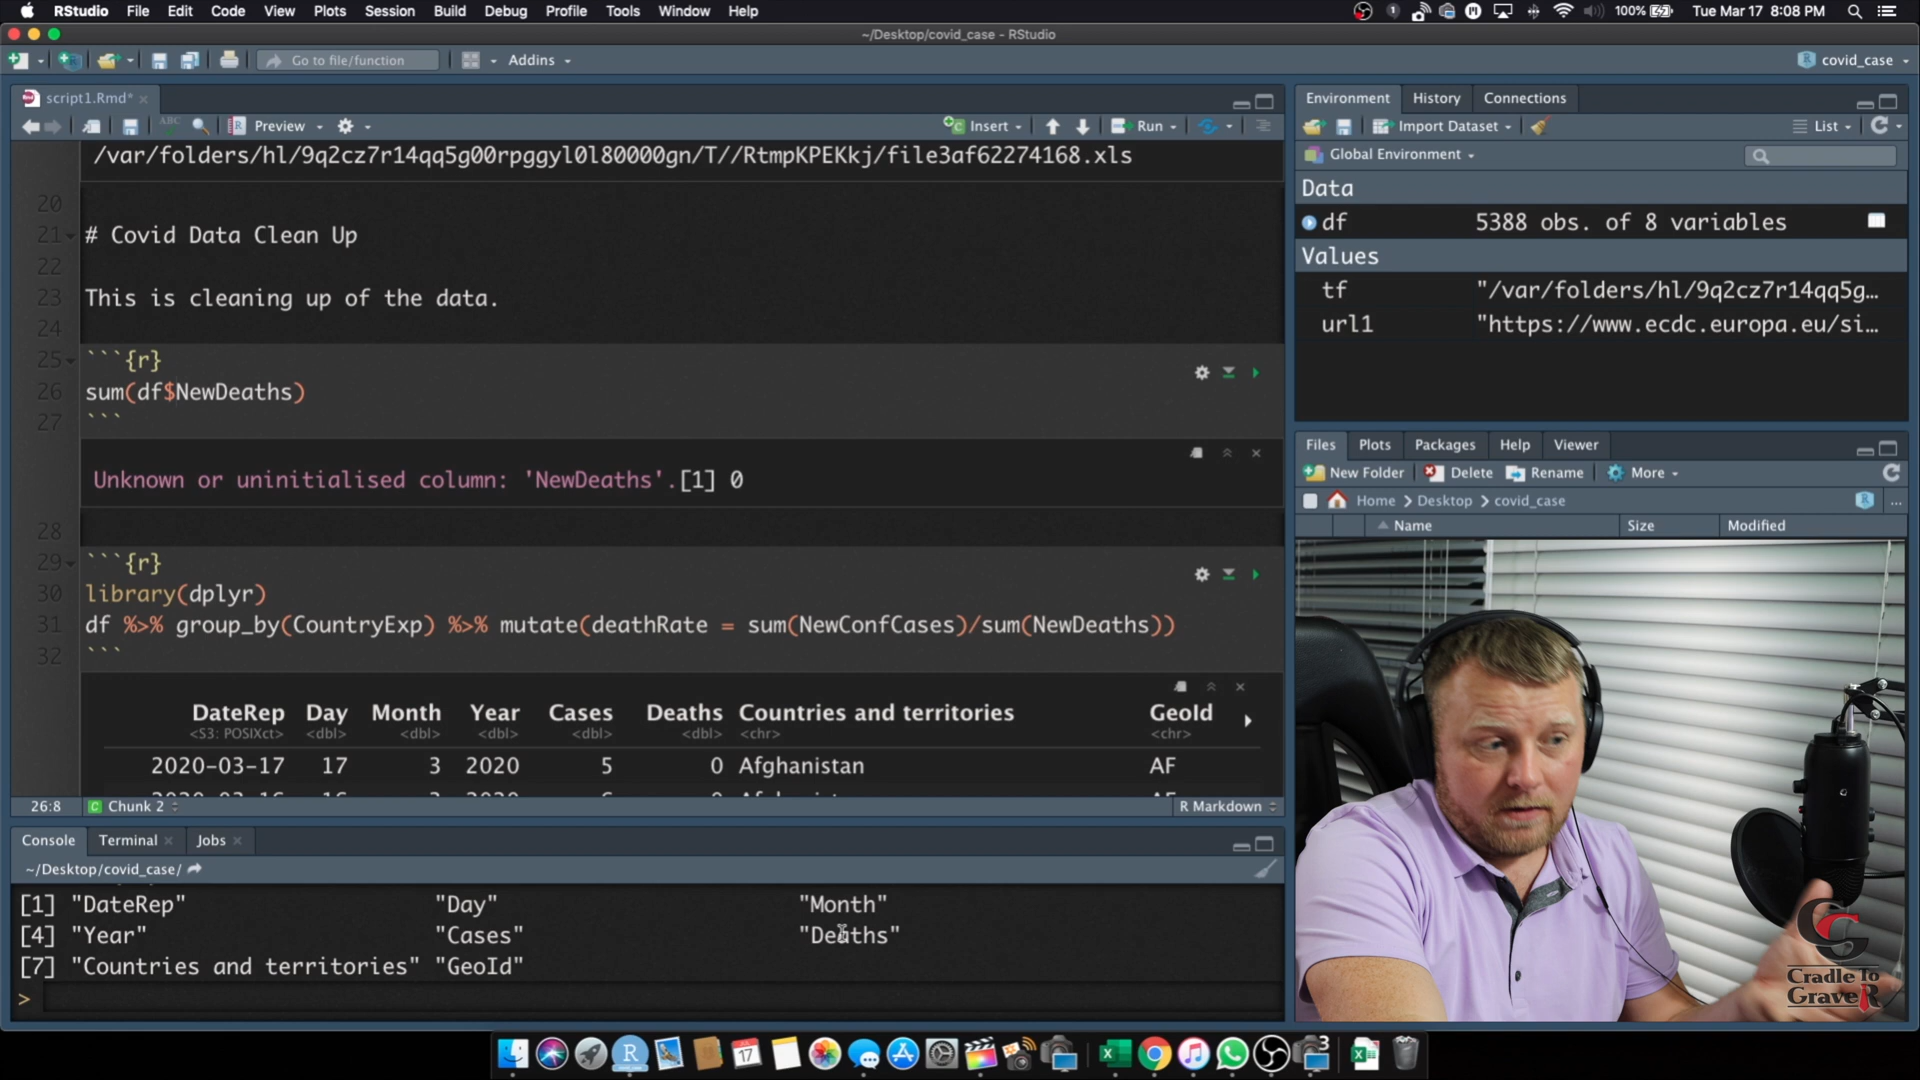 RStudio File Edit Code View Plots Session Build Debug Profile Tools Window Help
100% Tue Mar 17 8:08 PM
~/Desktop/covid_case - RStudio
Go to file/function Addins covid_case
script1.Rmd*
ABC Preview Insert Run
/var/folders/hl/9q2cz7r14qq5g00rpggyl0l80000gn/T//RtmpKPEKkj/file3af62274168.xls
20
21 # Covid Data Clean Up
22
23 This is cleaning up of the data.
24
25 ```{r}
26 sum(df$NewDeaths)
27 ```
Unknown or uninitialised column: 'NewDeaths'.[1] 0
28
29 ```{r}
30 library(dplyr)
31 df %>% group_by(CountryExp) %>% mutate(deathRate = sum(NewConfCases)/sum(NewDeaths))
32 ```
DateRep Day Month Year Cases Deaths Countries and territories GeoId
<S3: POSIXct> <dbl> <dbl> <dbl> <dbl> <dbl> <chr> <chr>
2020-03-17 17 3 2020 5 0 Afghanistan AF
26:8 Chunk 2 R Markdown
Console Terminal Jobs
~/Desktop/covid_case/
[1] "DateRep" "Day" "Month"
[4] "Year" "Cases" "Deaths"
[7] "Countries and territories" "GeoId"
>
Environment History Connections
Import Dataset List
Global Environment
Data
df 5388 obs. of 8 variables
Values
tf "/var/folders/hl/9q2cz7r14qq5g…
url1 "https://www.ecdc.europa.eu/si…
Files Plots Packages Help Viewer
New Folder Delete Rename More
Home Desktop covid_case
Name Size Modified
Cradle To
Grave R
17
3